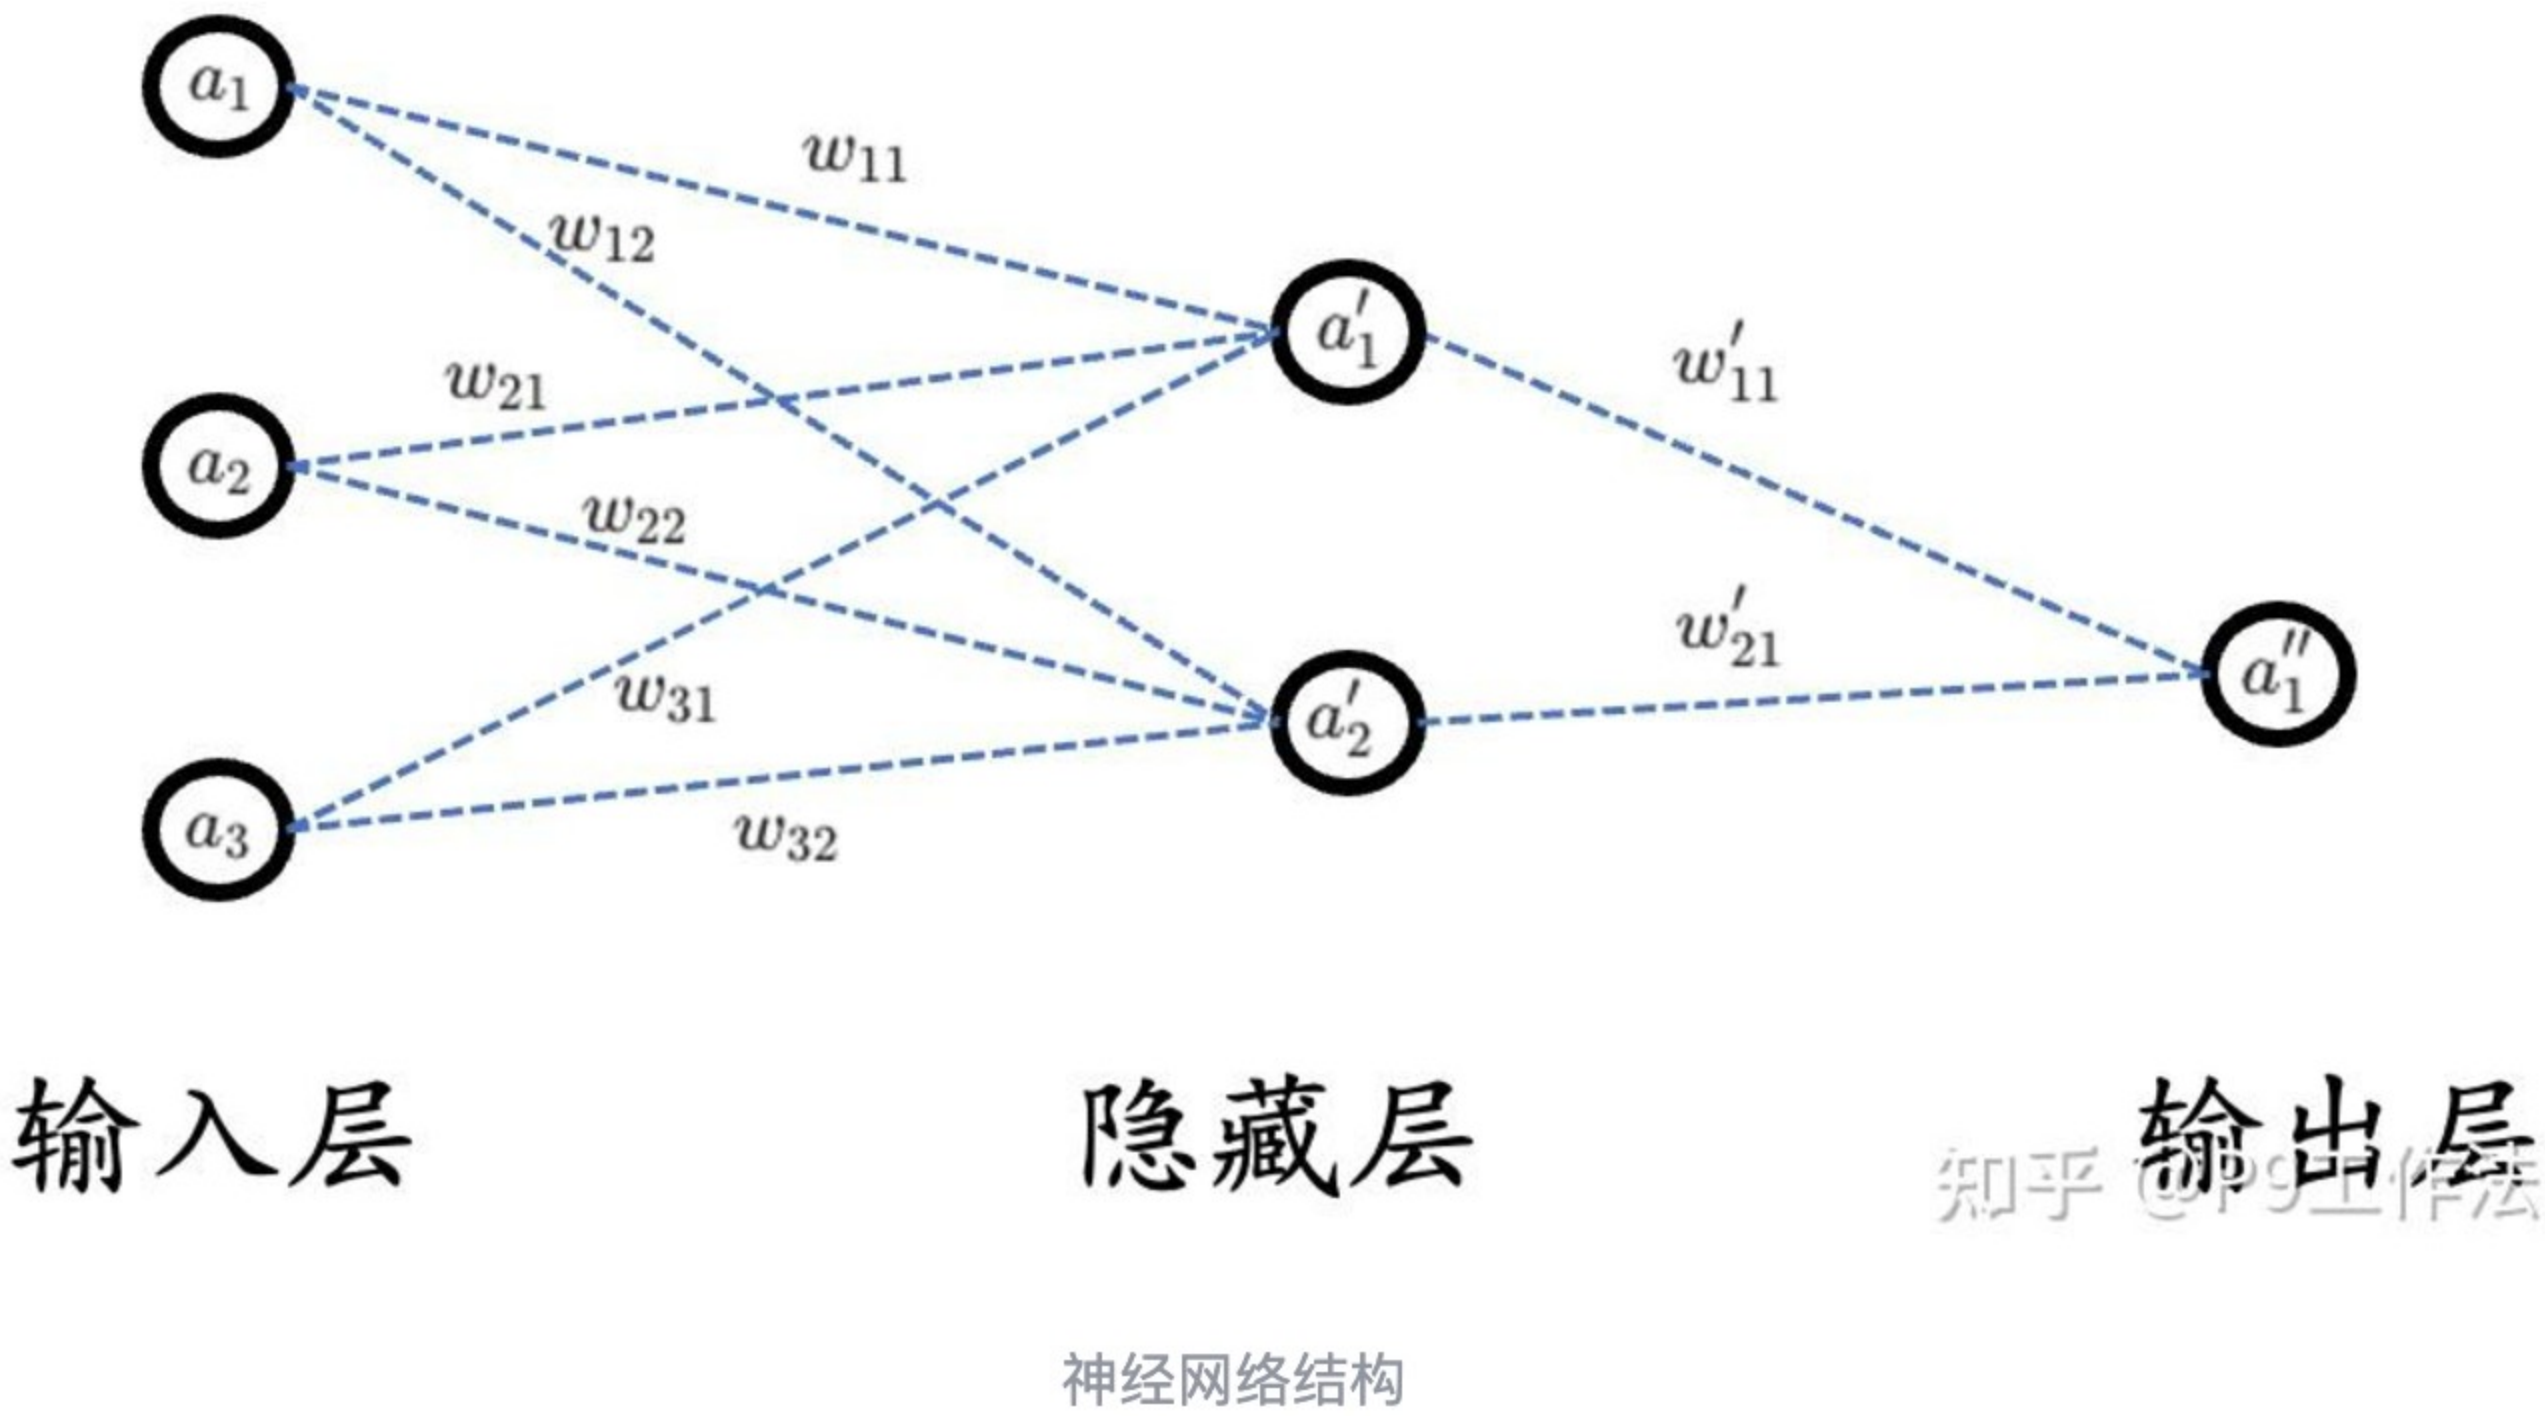 a₁
w₁₁
w₁₂
a′₁
w′₁₁
w₂₁
a₂
w₂₂
w′₂₁
a″₁
w₃₁
a′₂
a₃
w₃₂
输入层
隐藏层
输出层
知乎 @P9工作法
神经网络结构